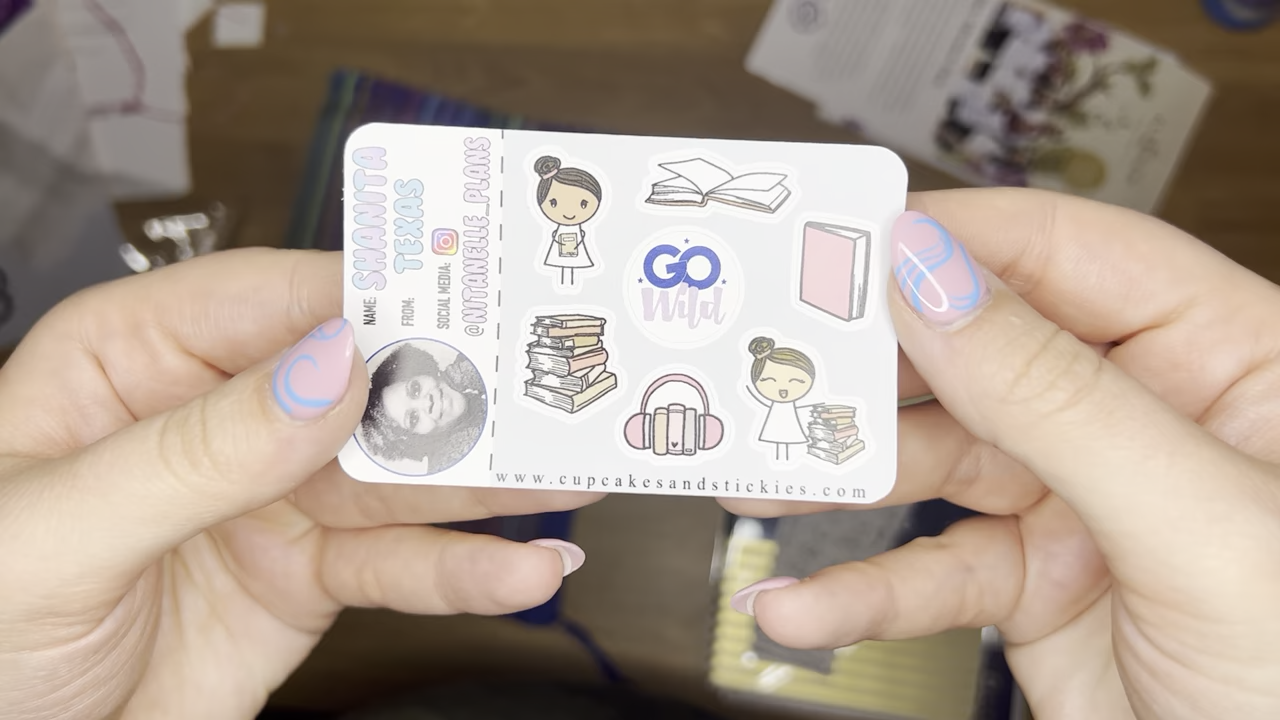 NAME: SHANITA
FROM: TEXAS
SOCIAL MEDIA:
@NITANELLE_PLANS
GO
Wild
www.cupcakesandstickies.com